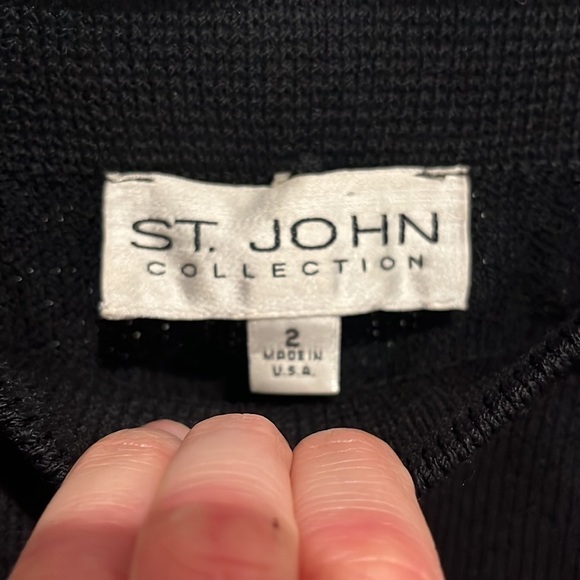 ST. JOHN
COLLECTION
2
MADE IN
U.S.A.